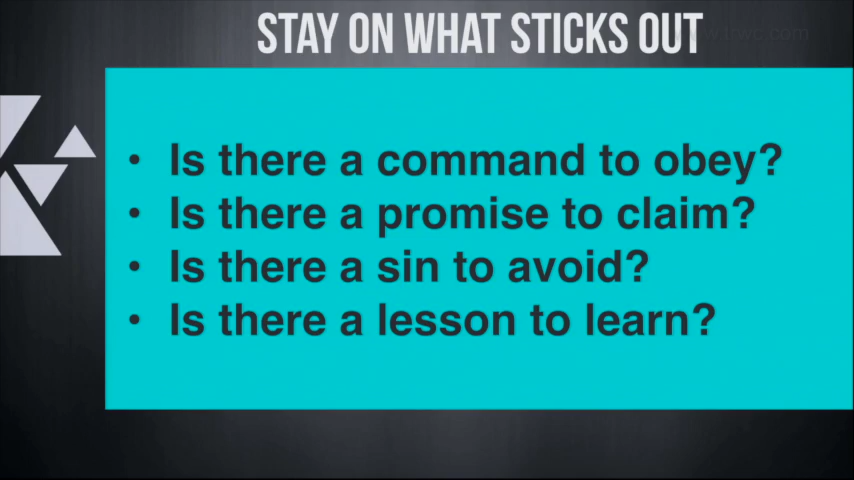 STAY ON WHAT STICKS OUT
• Is there a command to obey?
• Is there a promise to claim?
• Is there a sin to avoid?
• Is there a lesson to learn?